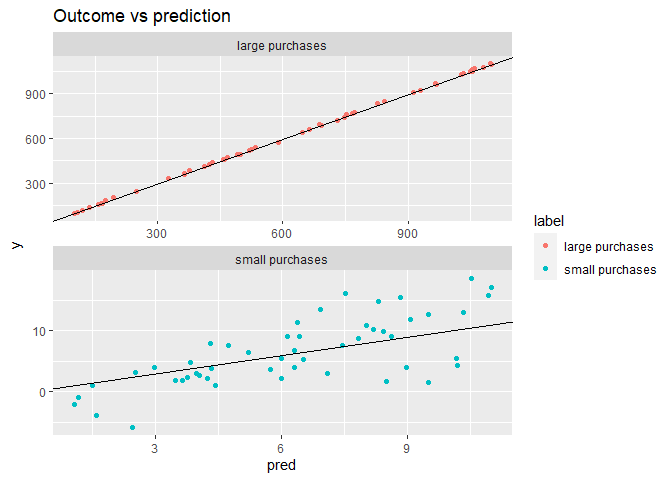 Outcome vs prediction
large purchases
900
600
300
300 600 900
y
small purchases
10
0
3 6 9
pred
label
large purchases
small purchases